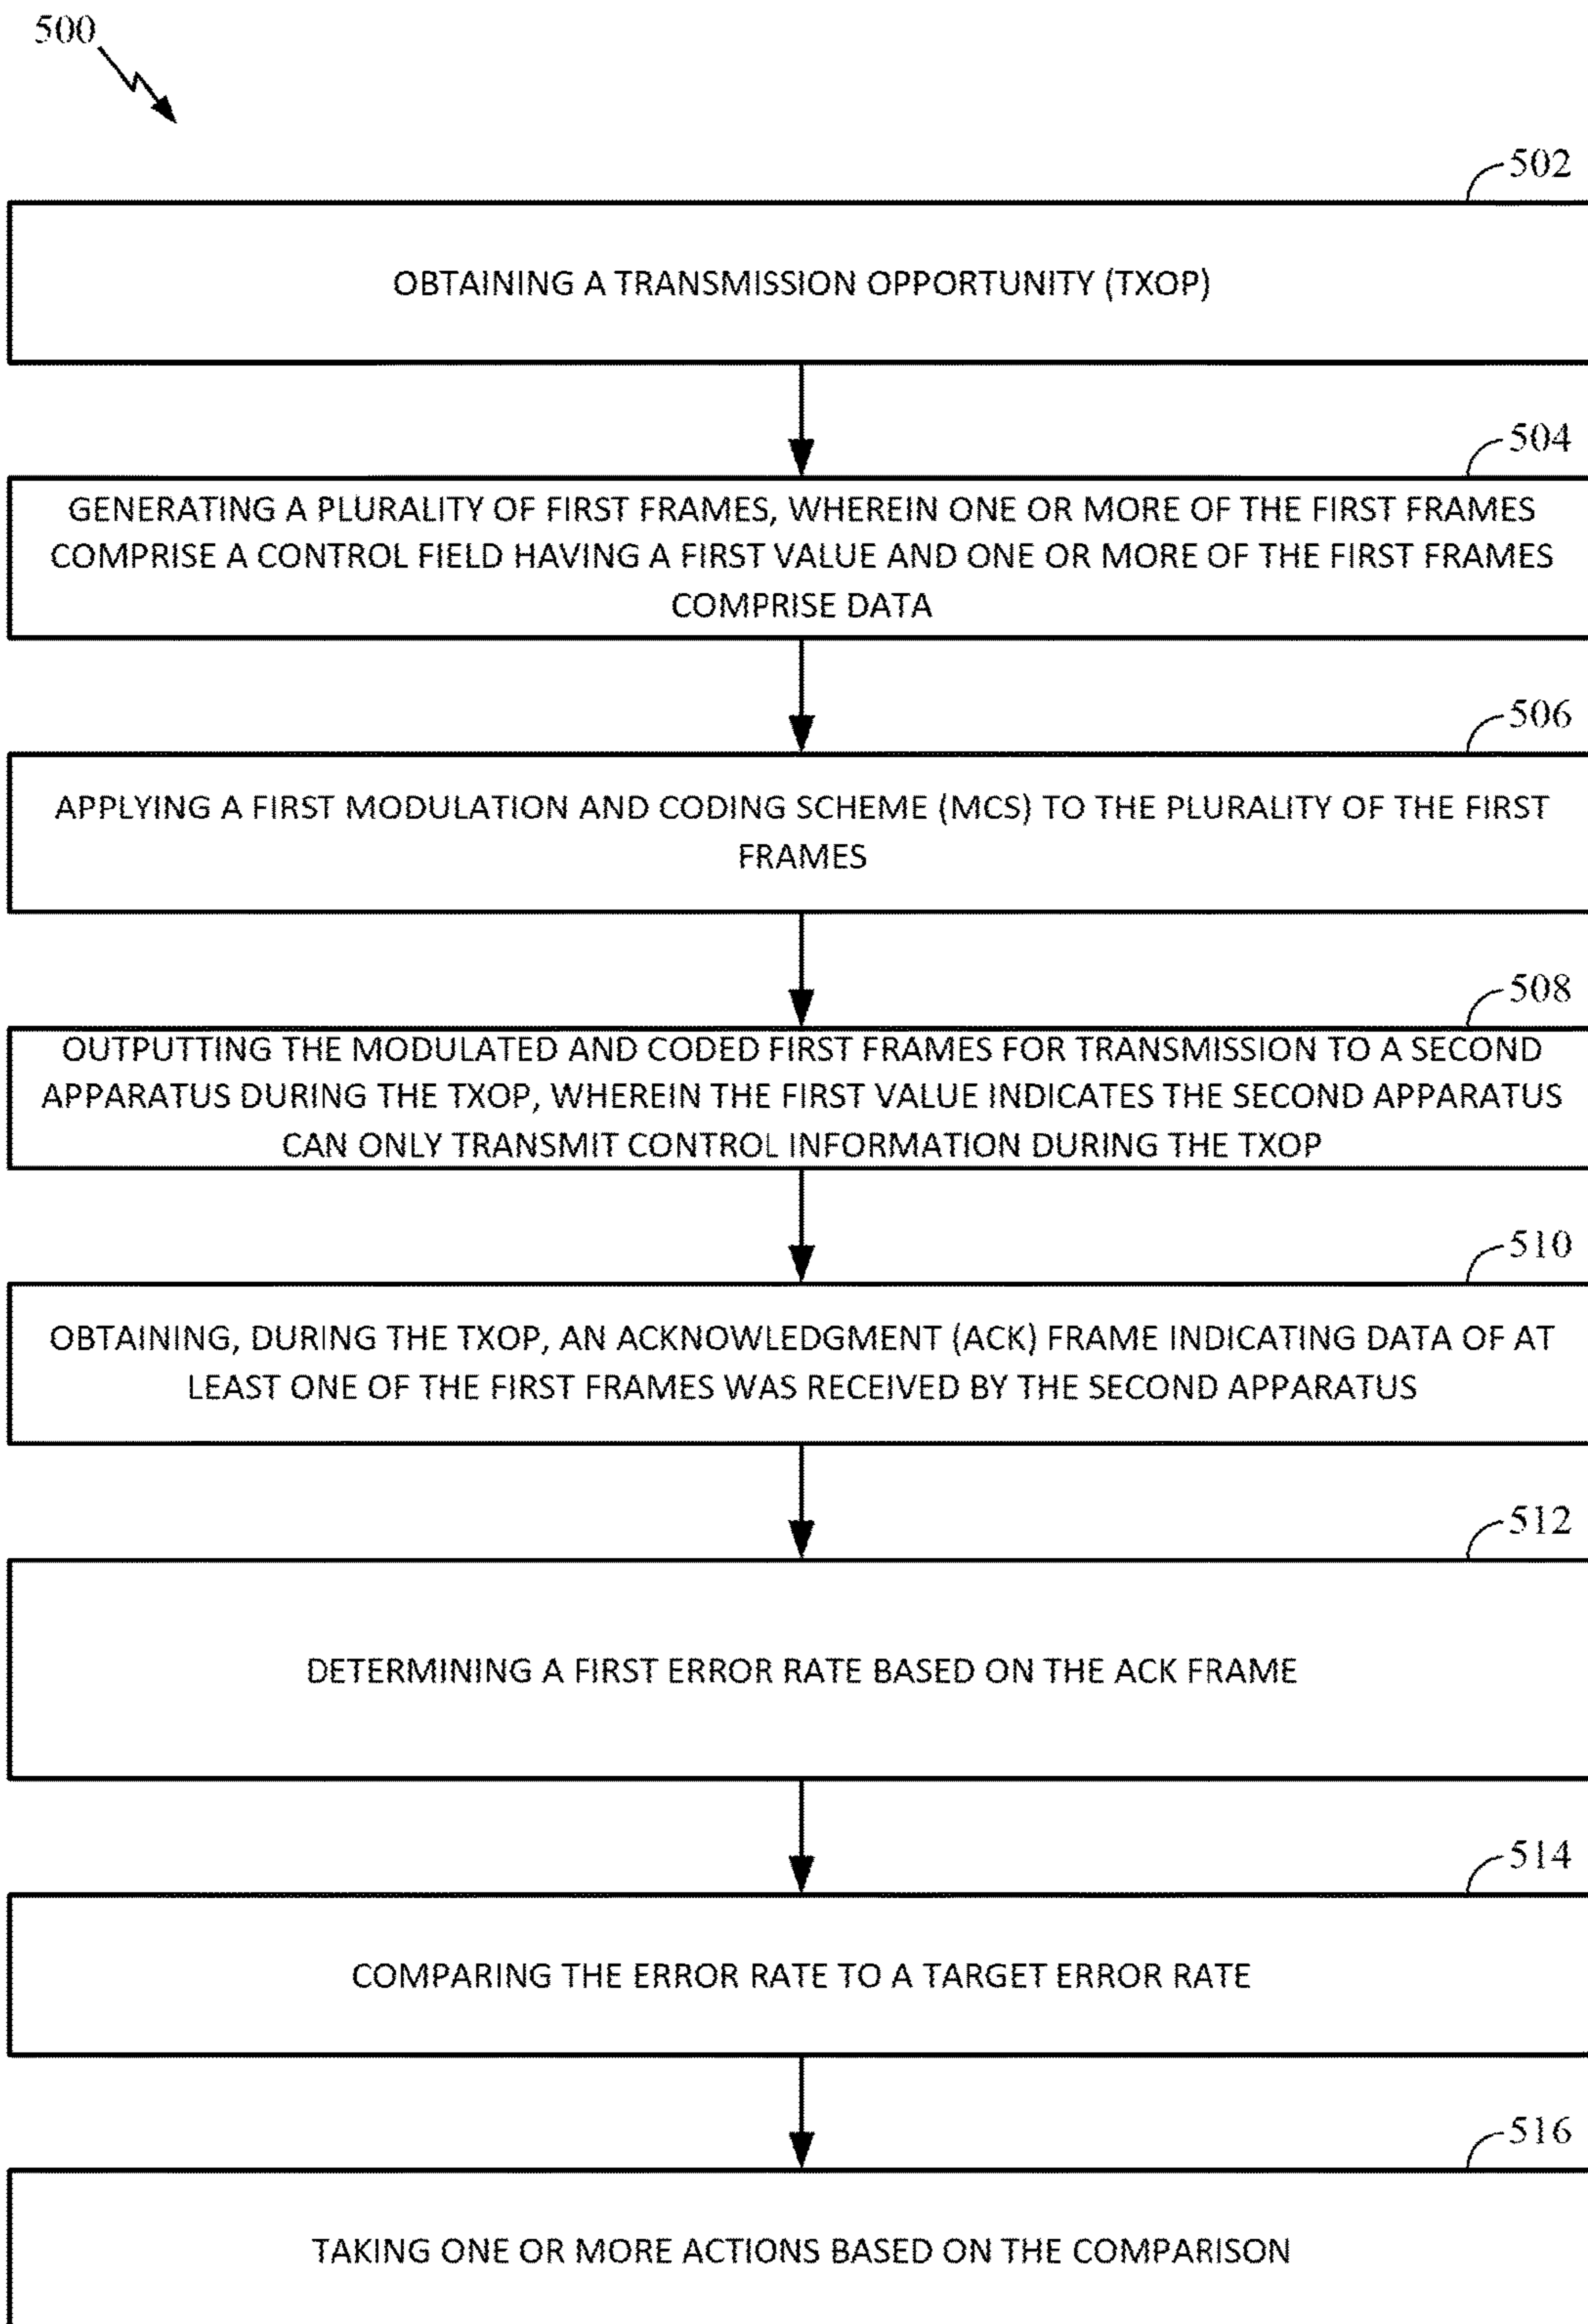 500
502
OBTAINING A TRANSMISSION OPPORTUNITY (TXOP)
504
GENERATING A PLURALITY OF FIRST FRAMES, WHEREIN ONE OR MORE OF THE FIRST FRAMES
COMPRISE A CONTROL FIELD HAVING A FIRST VALUE AND ONE OR MORE OF THE FIRST FRAMES
COMPRISE DATA
506
APPLYING A FIRST MODULATION AND CODING SCHEME (MCS) TO THE PLURALITY OF THE FIRST
FRAMES
508
OUTPUTTING THE MODULATED AND CODED FIRST FRAMES FOR TRANSMISSION TO A SECOND
APPARATUS DURING THE TXOP, WHEREIN THE FIRST VALUE INDICATES THE SECOND APPARATUS
CAN ONLY TRANSMIT CONTROL INFORMATION DURING THE TXOP
510
OBTAINING, DURING THE TXOP, AN ACKNOWLEDGMENT (ACK) FRAME INDICATING DATA OF AT
LEAST ONE OF THE FIRST FRAMES WAS RECEIVED BY THE SECOND APPARATUS
512
DETERMINING A FIRST ERROR RATE BASED ON THE ACK FRAME
514
COMPARING THE ERROR RATE TO A TARGET ERROR RATE
516
TAKING ONE OR MORE ACTIONS BASED ON THE COMPARISON